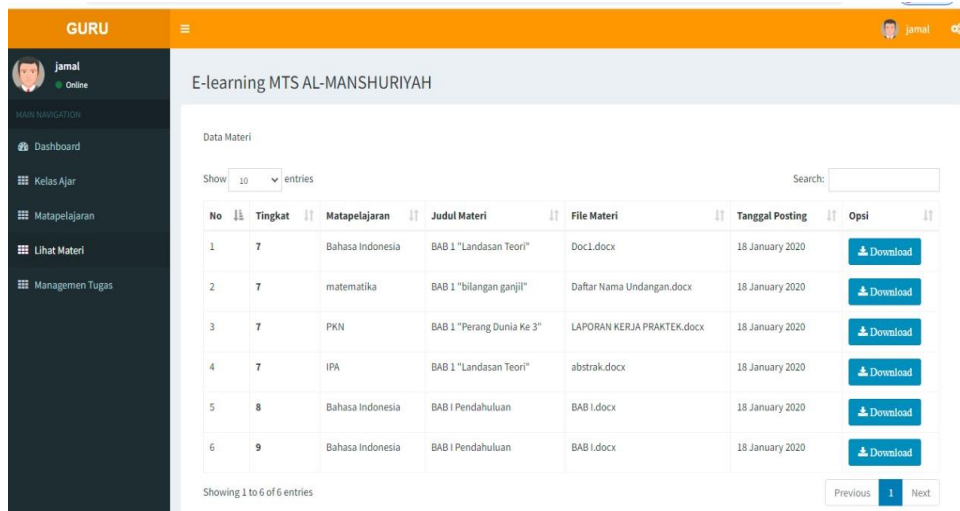 GURU
jamal
jamal
Online
E-learning MTS AL-MANSHURIYAH
MAIN NAVIGATION
Dashboard
Kelas Ajar
Matapelajaran
Lihat Materi
Managemen Tugas
Data Materi
Show 10 entries Search:
No Tingkat Matapelajaran Judul Materi File Materi Tanggal Posting Opsi
1 7 Bahasa Indonesia BAB 1 "Landasan Teori" Doc1.docx 18 January 2020 Download
2 7 matematika BAB 1 "bilangan ganjil" Daftar Nama Undangan.docx 18 January 2020 Download
3 7 PKN BAB 1 "Perang Dunia Ke 3" LAPORAN KERJA PRAKTEK.docx 18 January 2020 Download
4 7 IPA BAB 1 "Landasan Teori" abstrak.docx 18 January 2020 Download
5 8 Bahasa Indonesia BAB I Pendahuluan BAB I.docx 18 January 2020 Download
6 9 Bahasa Indonesia BAB I Pendahuluan BAB I.docx 18 January 2020 Download
Showing 1 to 6 of 6 entries Previous 1 Next